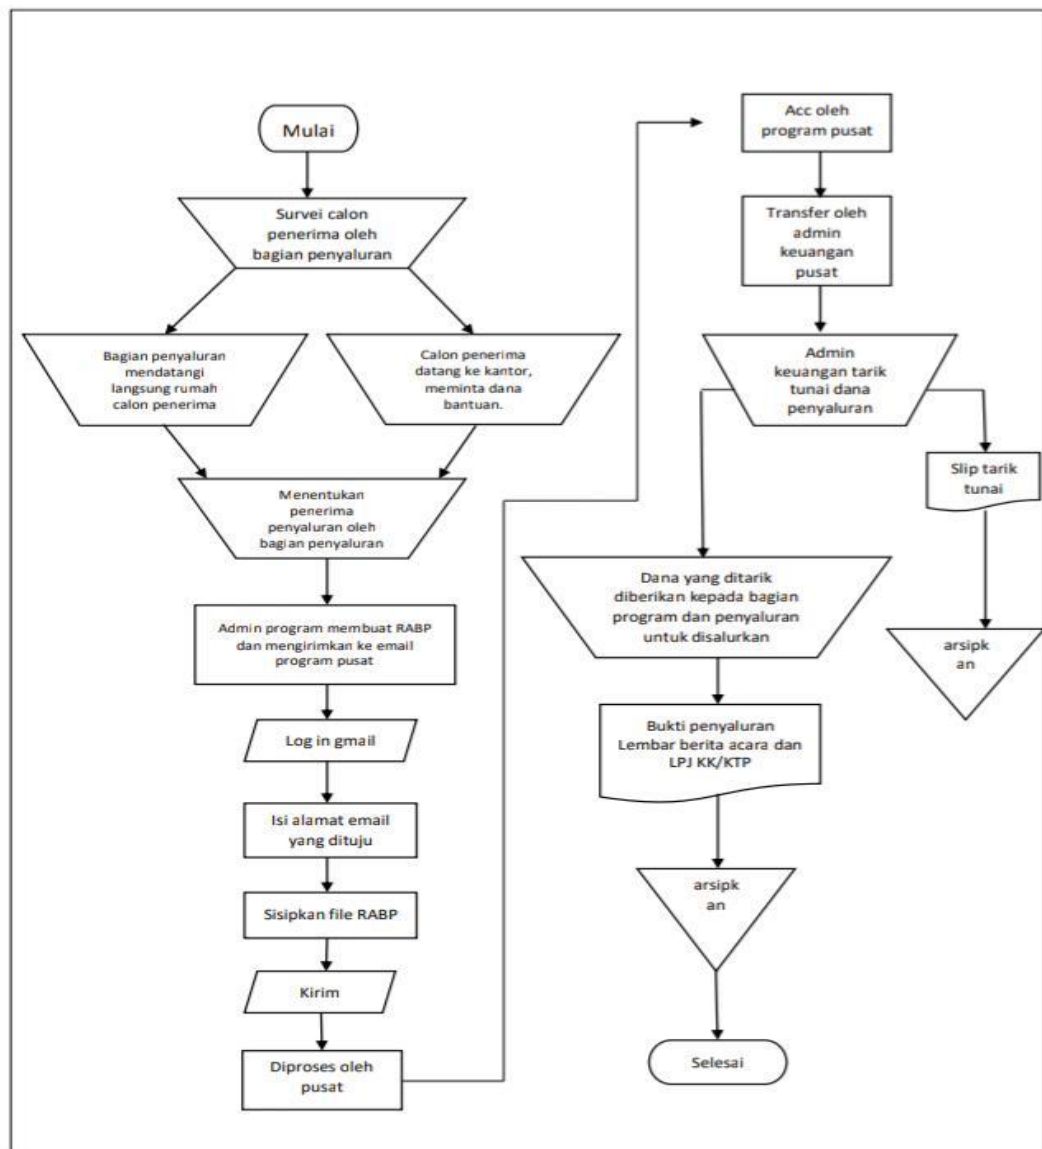 Mulai
Survei calon
penerima oleh
bagian penyaluran
Bagian penyaluran
mendatangi
langsung rumah
calon penerima
Calon penerima
datang ke kantor,
meminta dana
bantuan.
Menentukan
penerima
penyaluran oleh
bagian penyaluran
Admin program membuat RABP
dan mengirimkan ke email
program pusat
Log in gmail
Isi alamat email
yang dituju
Sisipkan file RABP
Kirim
Diproses oleh
pusat
Acc oleh
program pusat
Transfer oleh
admin
keuangan
pusat
Admin
keuangan tarik
tunai dana
penyaluran
Slip tarik
tunai
arsipk
an
Dana yang ditarik
diberikan kepada bagian
program dan penyaluran
untuk disalurkan
Bukti penyaluran
Lembar berita acara dan
LPJ KK/KTP
arsipk
an
Selesai